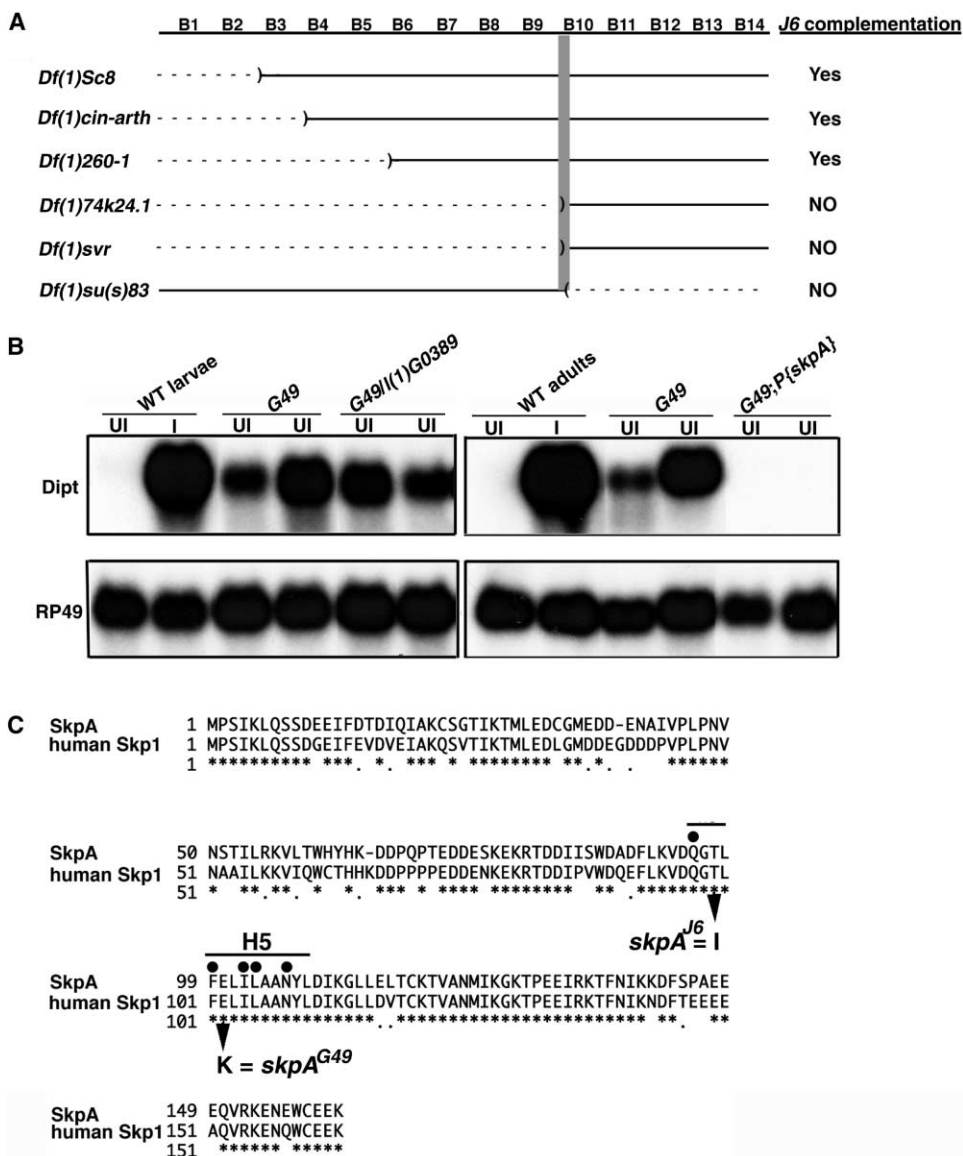 A
B1 B2 B3 B4 B5 B6 B7 B8 B9 B10 B11 B12 B13 B14 J6 complementation
Df(1)Sc8 Yes
Df(1)cin-arth Yes
Df(1)260-1 Yes
Df(1)74k24.1 NO
Df(1)svr NO
Df(1)su(s)83 NO
B
WT larvae G49 G49/l(1)G0389 WT adults G49 G49;P{skpA}
UI I UI UI UI UI UI I UI UI UI UI
Dipt
RP49
C
SkpA 1 MPSIKLQSSDEEIFDTDIQIAKCSGTIKTMLEDCGMEDD-ENAIVPLPNV
human Skp1 1 MPSIKLQSSDGEIFEVDVEIAKQSVTIKTMLEDLGMDDEGDDDPVPLPNV
1 ********** ***. *. *** * ******** **.*. . ******
SkpA 50 NSTILRKVLTWHYHK-DDPQPTEDDESKEKRTDDIISWDADFLKVDQGTL
human Skp1 51 NAAILKKVIQWCTHHKDDPPPPEDDENKEKRTDDIPVWDQEFLKVDQGTL
51 * **.**. * * *** * **** ******** ** .*********
skpA^J6 = I
H5
SkpA 99 FELILAANYLDIKGLLELTCKTVANMIKGKTPEEIRKTFNIKKDFSPAEE
human Skp1 101 FELILAANYLDIKGLLDVTCKTVANMIKGKTPEEIRKTFNIKNDFTEEEE
101 ****************..************************ **. **
K = skpA^G49
SkpA 149 EQVRKENEWCEEK
human Skp1 151 AQVRKENQWCEEK
151 ****** *****